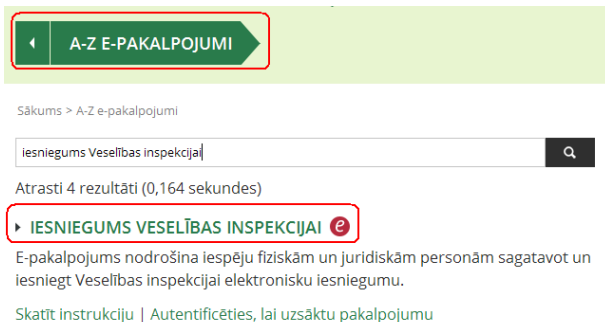 A-Z E-PAKALPOJUMI
Sākums > A-Z e-pakalpojumi
iesniegums Veselības inspekcijai
Atrasti 4 rezultāti (0,164 sekundes)
IESNIEGUMS VESELĪBAS INSPEKCIJAI e
E-pakalpojums nodrošina iespēju fiziskām un juridiskām personām sagatavot un
iesniegt Veselības inspekcijai elektronisku iesniegumu.
Skatīt instrukciju | Autentificēties, lai uzsāktu pakalpojumu